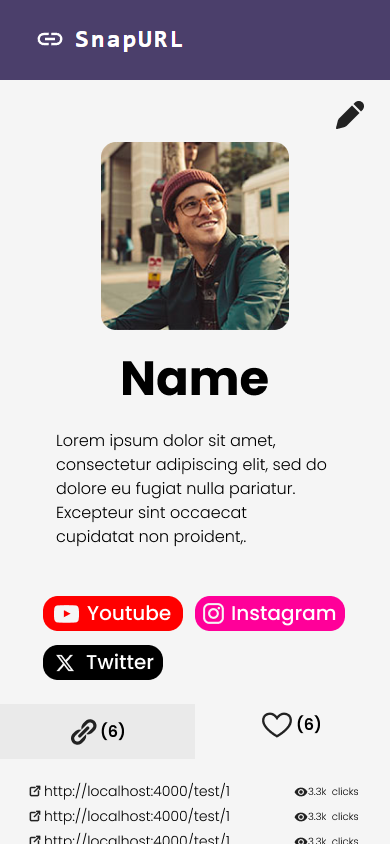 SnapURL
Name
Lorem ipsum dolor sit amet,
consectetur adipiscing elit, sed do
dolore eu fugiat nulla pariatur.
Excepteur sint occaecat
cupidatat non proident,.
Youtube
Instagram
Twitter
(6)
(6)
http://localhost:4000/test/1 3.3k clicks
http://localhost:4000/test/1 3.3k clicks
http://localhost:4000/test/1 3.3k clicks